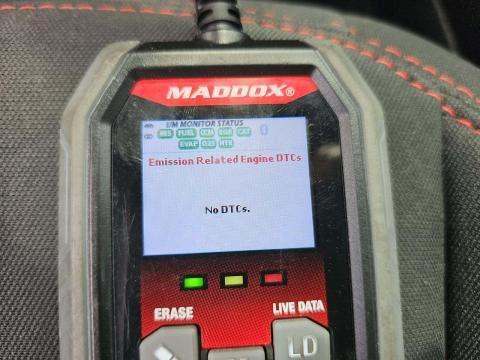 MADDOX®
I/M MONITOR STATUS
MIS FUEL CCM EGR CAT 0
EVAP O2S HTR
Emission Related Engine DTCs
No DTCs.
ERASE
LIVE DATA
LD